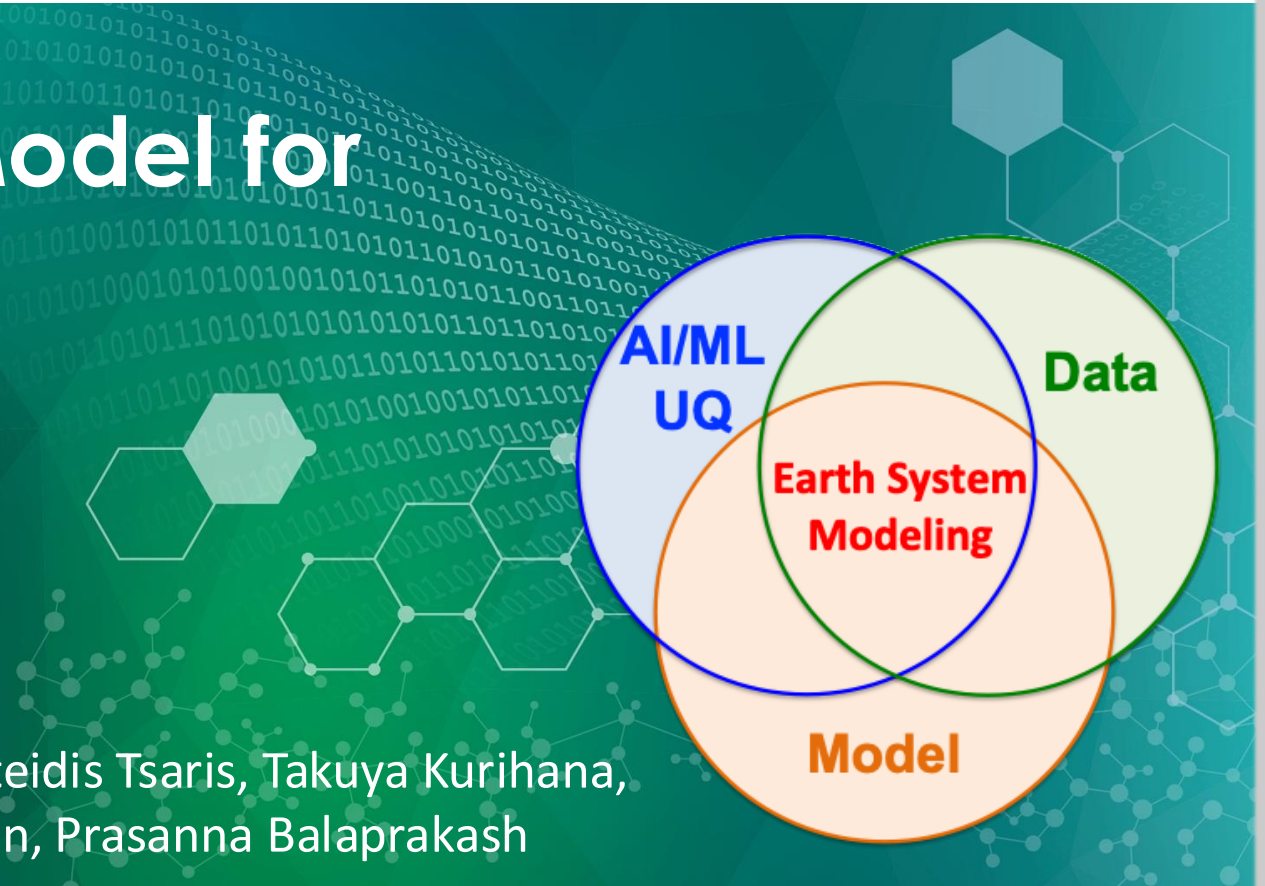 odel for
AI/ML
UQ
Data
Earth System
Modeling
Model
eidis Tsaris, Takuya Kurihana,
n, Prasanna Balaprakash